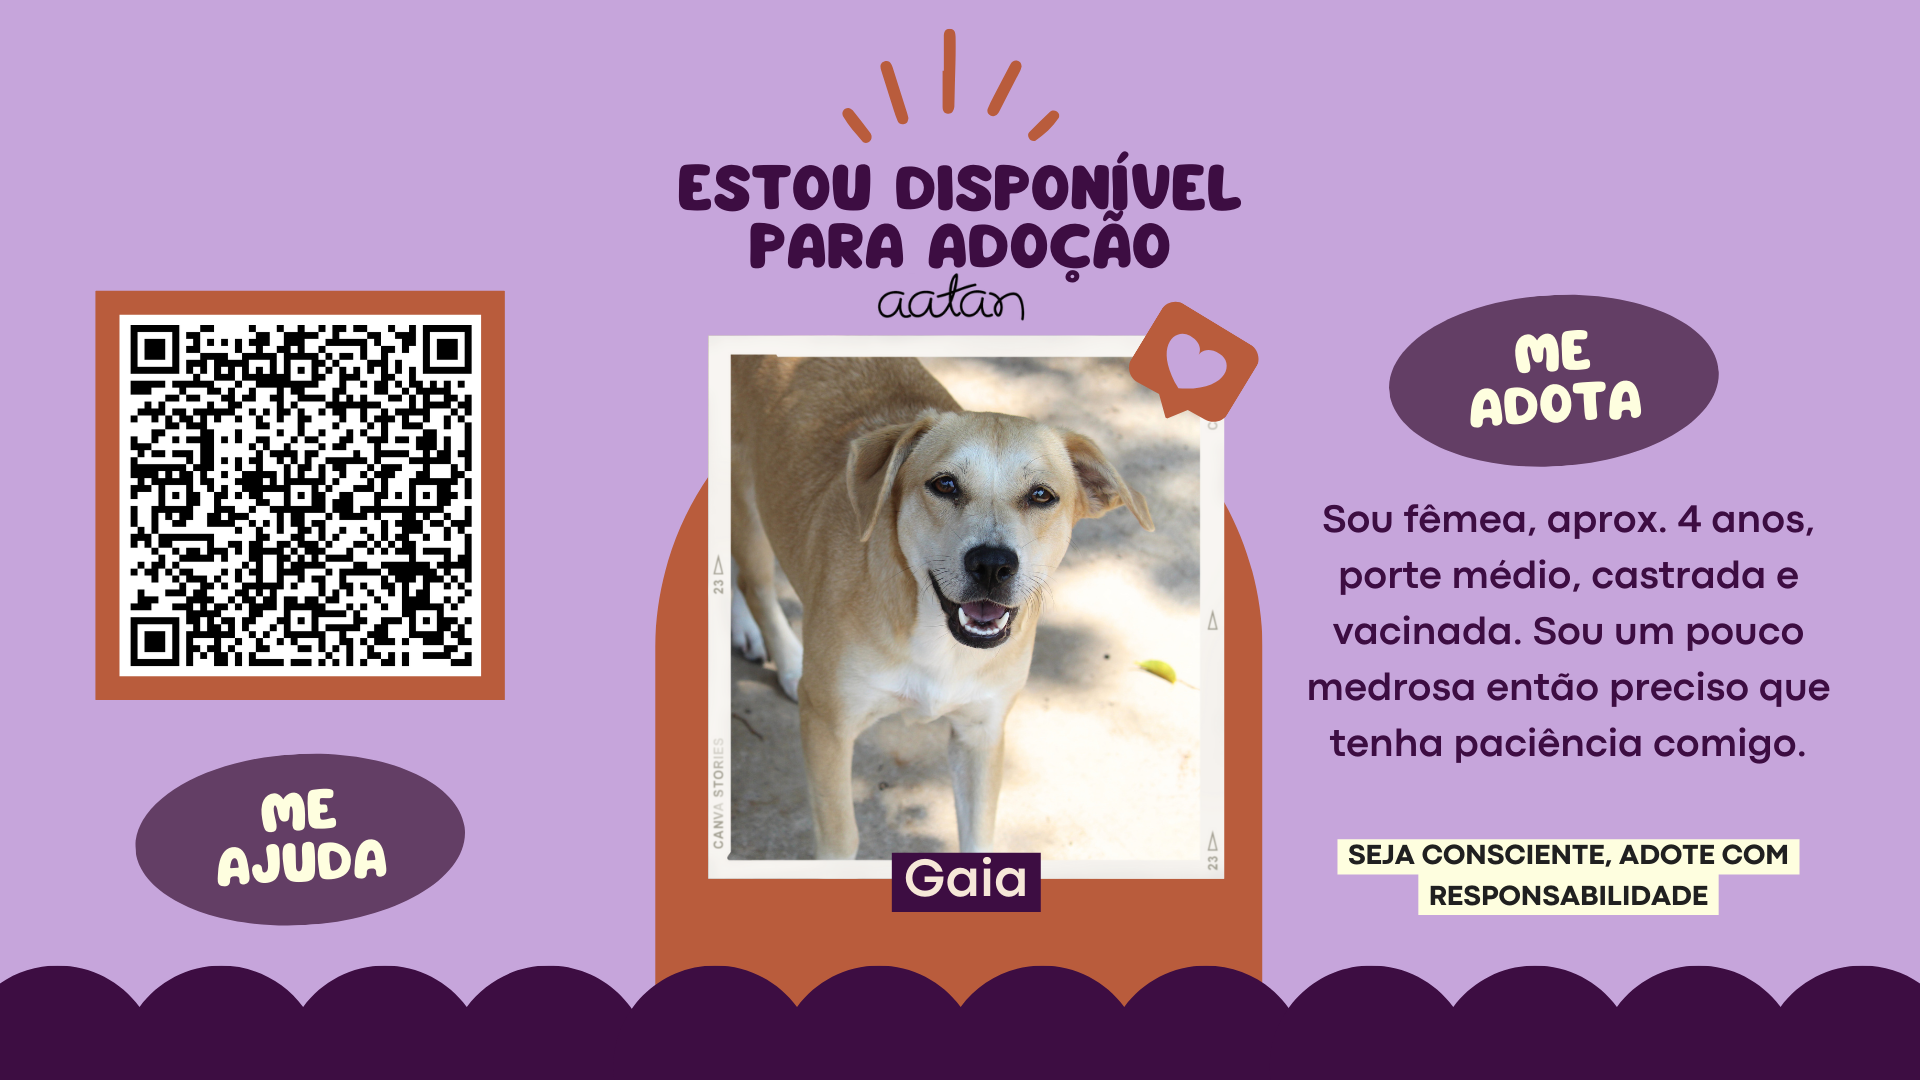 ESTOU DISPONÍVEL
PARA ADOÇÃO
aatan
ME
AJUDA
23
CANVA STORIES
23
Gaia
ME
ADOTA
Sou fêmea, aprox. 4 anos,
porte médio, castrada e
vacinada. Sou um pouco
medrosa então preciso que
tenha paciência comigo.
SEJA CONSCIENTE, ADOTE COM
RESPONSABILIDADE